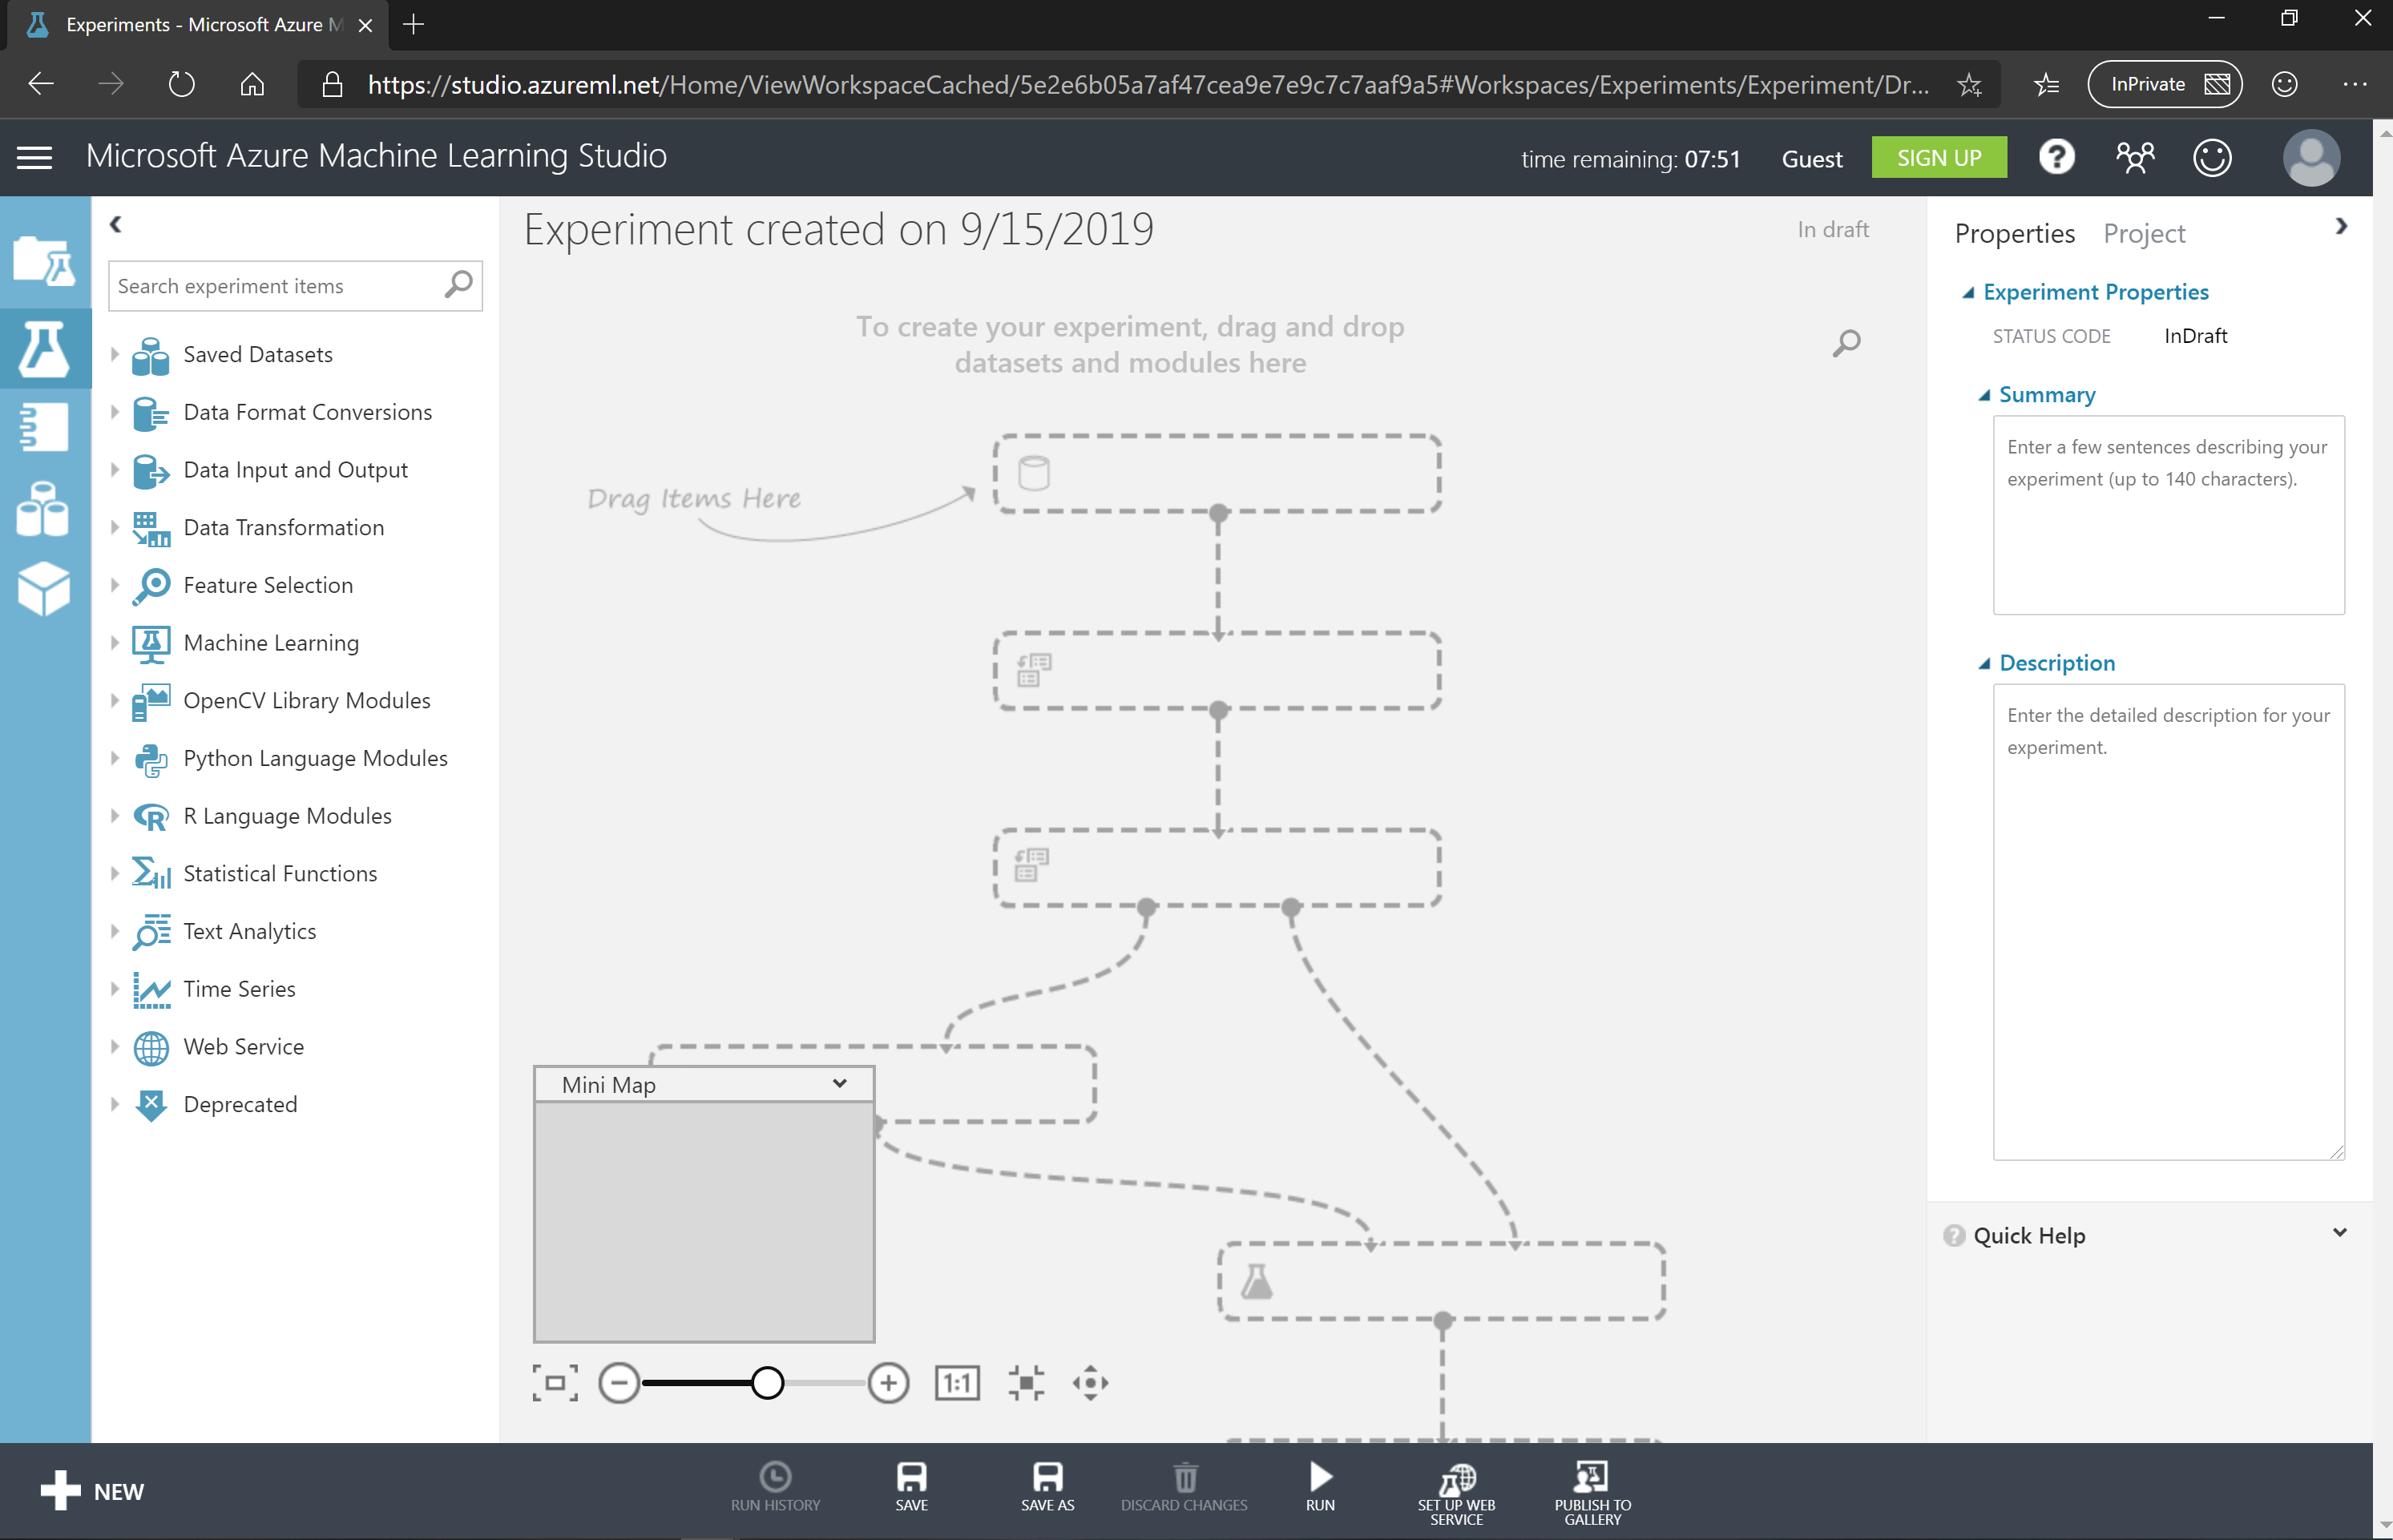 Experiments - Microsoft Azure M
https://studio.azureml.net/Home/ViewWorkspaceCached/5e2e6b05a7af47cea9e7e9c7c7aaf9a5#Workspaces/Experiments/Experiment/Dr...
InPrivate
Microsoft Azure Machine Learning Studio
time remaining: 07:51
Guest
SIGN UP
?
Search experiment items
Saved Datasets
Data Format Conversions
Data Input and Output
Data Transformation
Feature Selection
Machine Learning
OpenCV Library Modules
Python Language Modules
R Language Modules
Statistical Functions
Text Analytics
Time Series
Web Service
Deprecated
Experiment created on 9/15/2019
In draft
To create your experiment, drag and drop
datasets and modules here
Drag Items Here
Mini Map
1:1
Properties
Project
Experiment Properties
STATUS CODE
InDraft
Summary
Enter a few sentences describing your
experiment (up to 140 characters).
Description
Enter the detailed description for your
experiment.
? Quick Help
NEW
RUN HISTORY
SAVE
SAVE AS
DISCARD CHANGES
RUN
SET UP WEB
SERVICE
PUBLISH TO
GALLERY